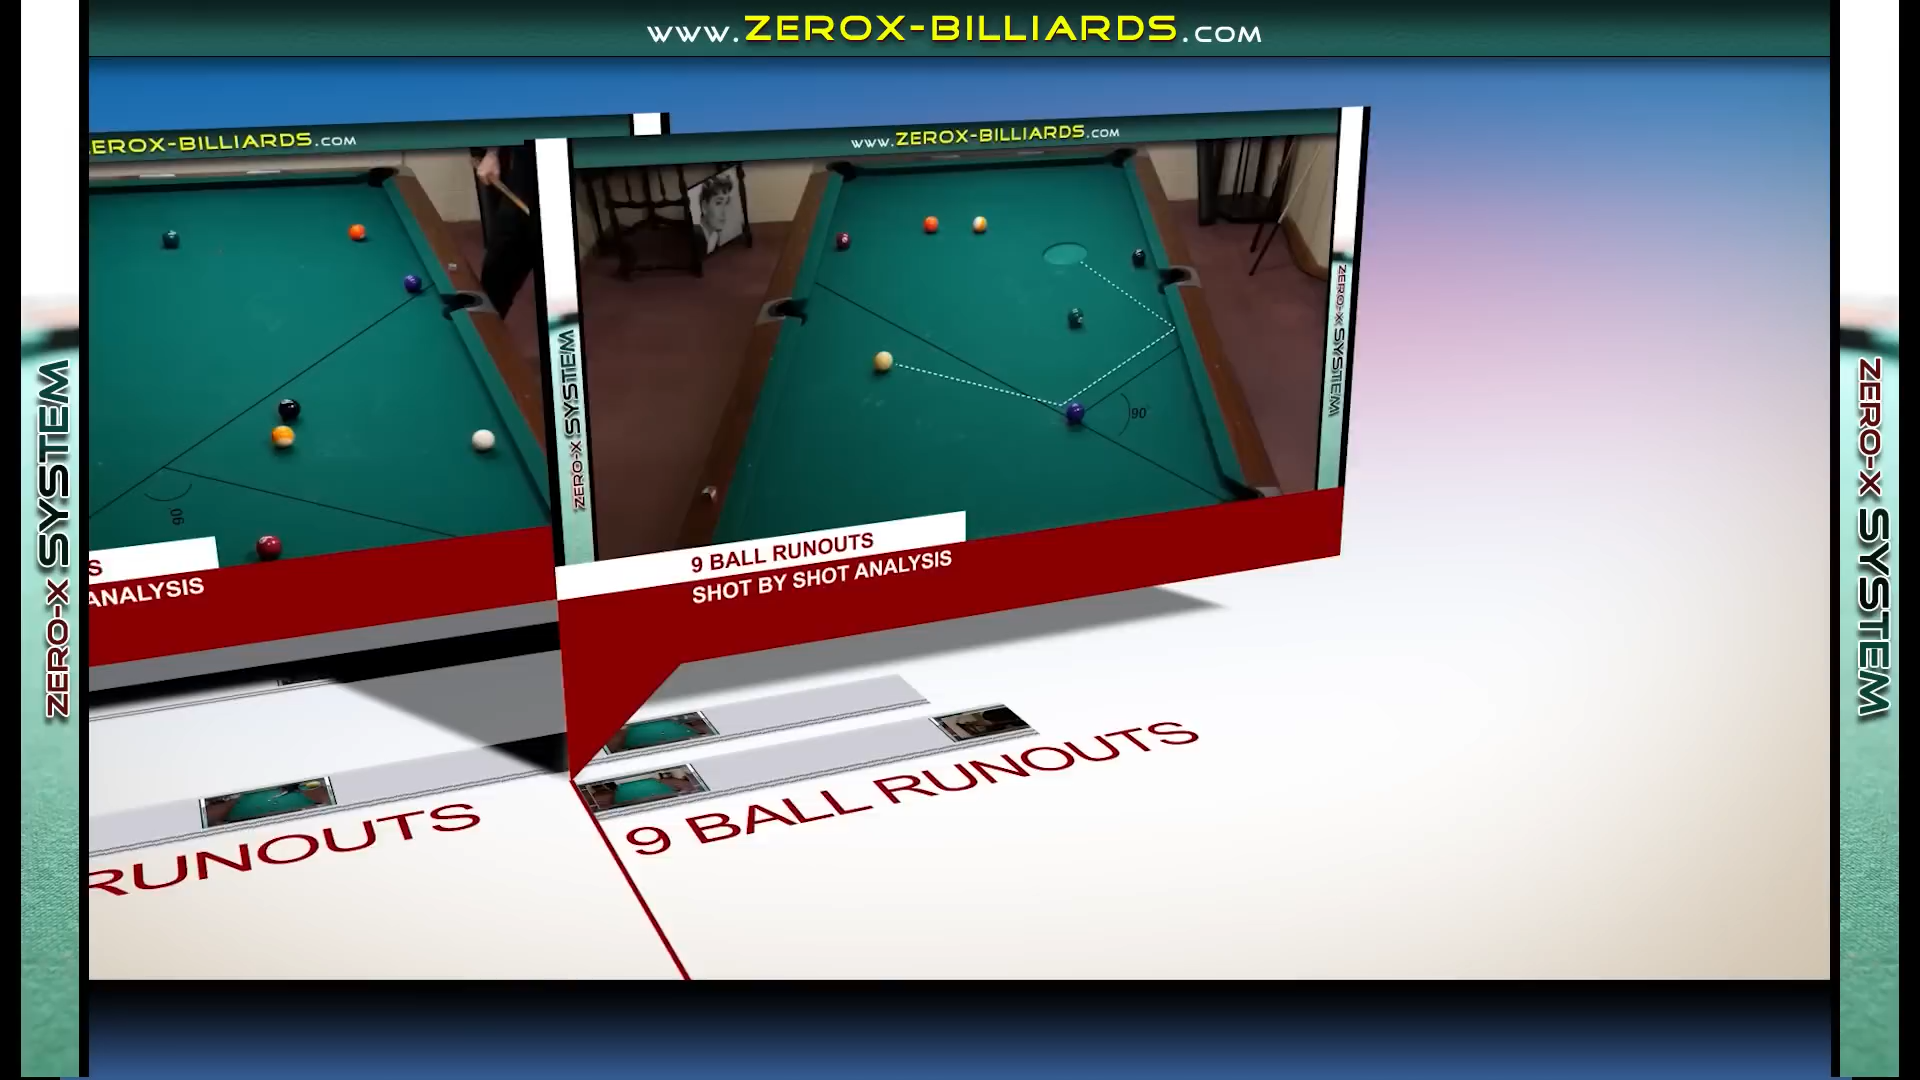 www.ZEROX-BILLIARDS.com
ZEROX-BILLIARDS.com
www.ZEROX-BILLIARDS.com
90
90
S
ANALYSIS
9 BALL RUNOUTS
SHOT BY SHOT ANALYSIS
RUNOUTS
9 BALL RUNOUTS
ZERO-X SYSTEM
ZERO-X SYSTEM
ZERO-X SYSTEM
ZERO-X SYSTEM